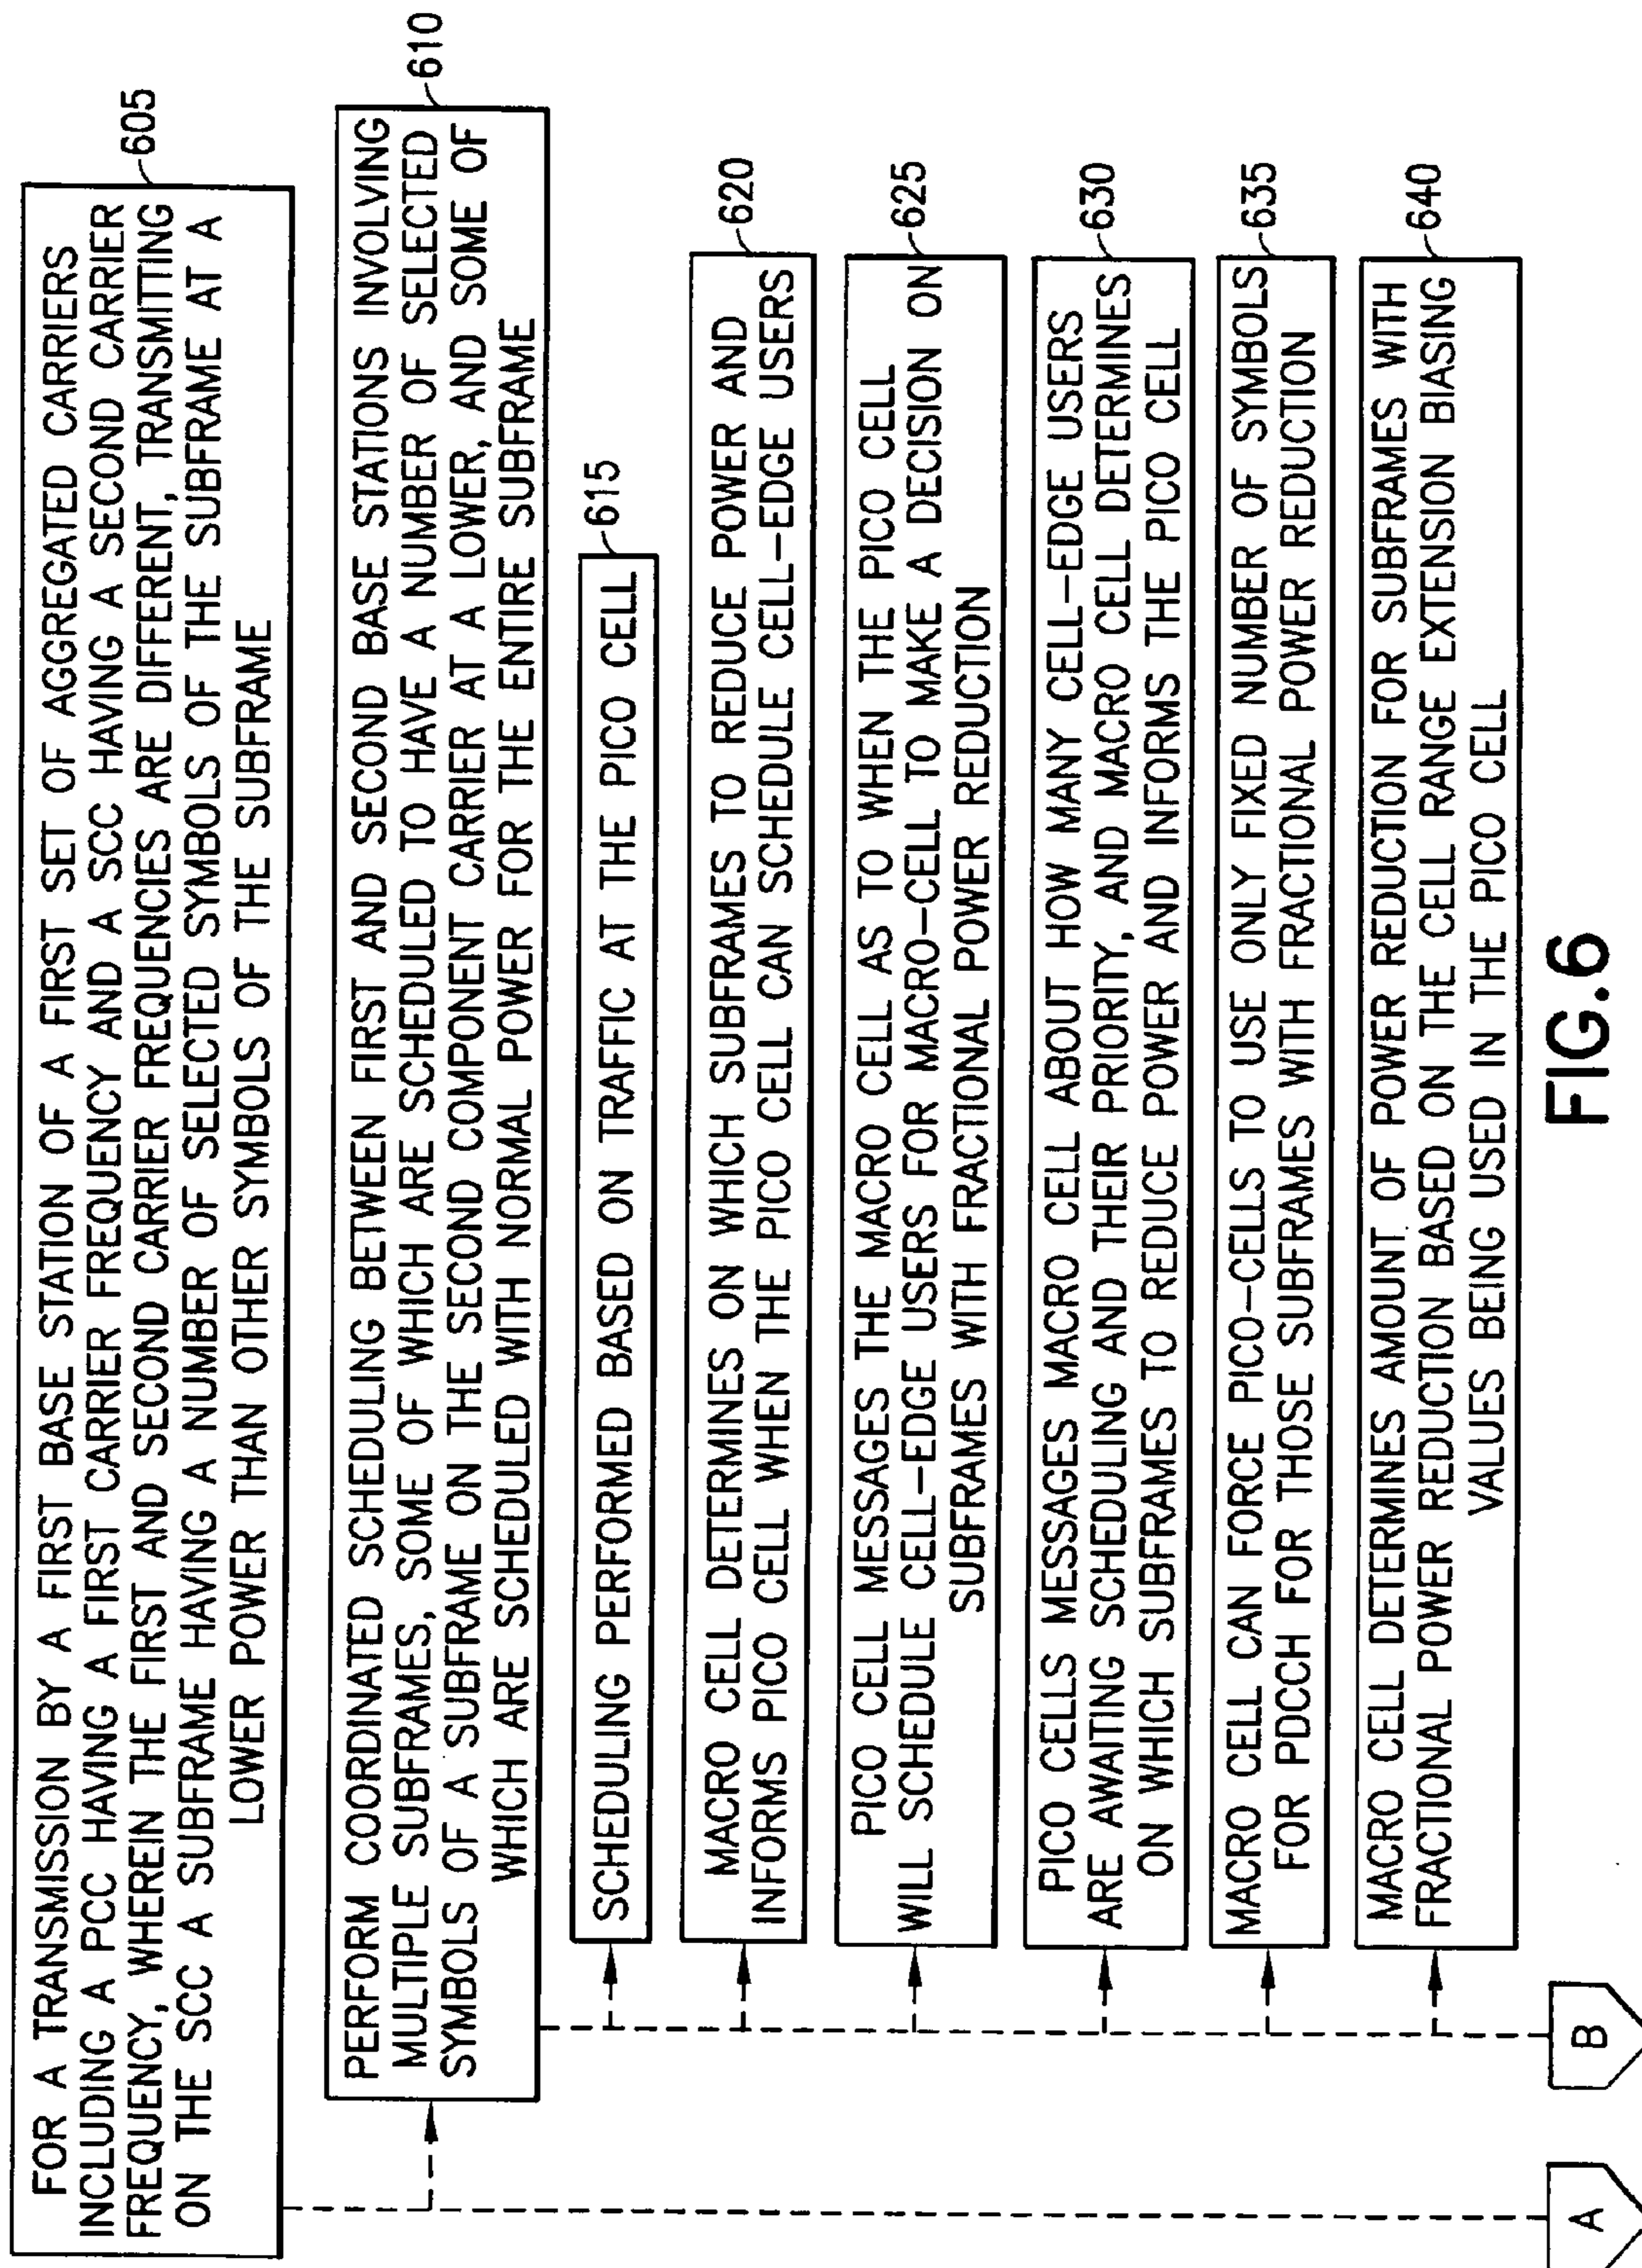 FOR A TRANSMISSION BY A FIRST BASE STATION OF A FIRST SET OF AGGREGATED CARRIERS
INCLUDING A PCC HAVING A FIRST CARRIER FREQUENCY AND A SCC HAVING A SECOND CARRIER
FREQUENCY, WHEREIN THE FIRST AND SECOND CARRIER FREQUENCIES ARE DIFFERENT, TRANSMITTING
ON THE SCC A SUBFRAME HAVING A NUMBER OF SELECTED SYMBOLS OF THE SUBFRAME AT A
LOWER POWER THAN OTHER SYMBOLS OF THE SUBFRAME
605
PERFORM COORDINATED SCHEDULING BETWEEN FIRST AND SECOND BASE STATIONS INVOLVING
MULTIPLE SUBFRAMES, SOME OF WHICH ARE SCHEDULED TO HAVE A NUMBER OF SELECTED
SYMBOLS OF A SUBFRAME ON THE SECOND COMPONENT CARRIER AT A LOWER, AND SOME OF
WHICH ARE SCHEDULED WITH NORMAL POWER FOR THE ENTIRE SUBFRAME
610
SCHEDULING PERFORMED BASED ON TRAFFIC AT THE PICO CELL
615
MACRO CELL DETERMINES ON WHICH SUBFRAMES TO REDUCE POWER AND
INFORMS PICO CELL WHEN THE PICO CELL CAN SCHEDULE CELL-EDGE USERS
620
PICO CELL MESSAGES THE MACRO CELL AS TO WHEN THE PICO CELL
WILL SCHEDULE CELL-EDGE USERS FOR MACRO-CELL TO MAKE A DECISION ON
SUBFRAMES WITH FRACTIONAL POWER REDUCTION
625
PICO CELLS MESSAGES MACRO CELL ABOUT HOW MANY CELL-EDGE USERS
ARE AWAITING SCHEDULING AND THEIR PRIORITY, AND MACRO CELL DETERMINES
ON WHICH SUBFRAMES TO REDUCE POWER AND INFORMS THE PICO CELL
630
MACRO CELL CAN FORCE PICO-CELLS TO USE ONLY FIXED NUMBER OF SYMBOLS
FOR PDCCH FOR THOSE SUBFRAMES WITH FRACTIONAL POWER REDUCTION
635
MACRO CELL DETERMINES AMOUNT OF POWER REDUCTION FOR SUBFRAMES WITH
FRACTIONAL POWER REDUCTION BASED ON THE CELL RANGE EXTENSION BIASING
VALUES BEING USED IN THE PICO CELL
640
A
B
FIG.6